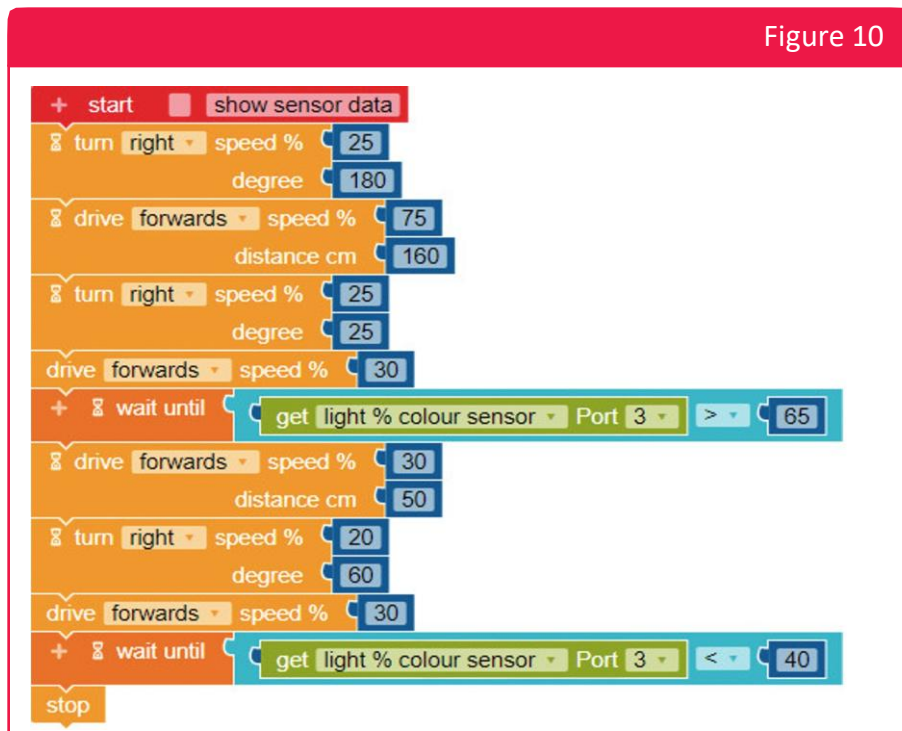 Figure 10
+ start show sensor data
turn right speed % 25
degree 180
drive forwards speed % 75
distance cm 160
turn right speed % 25
degree 25
drive forwards speed % 30
+ wait until get light % colour sensor Port 3 > 65
drive forwards speed % 30
distance cm 50
turn right speed % 20
degree 60
drive forwards speed % 30
+ wait until get light % colour sensor Port 3 < 40
stop